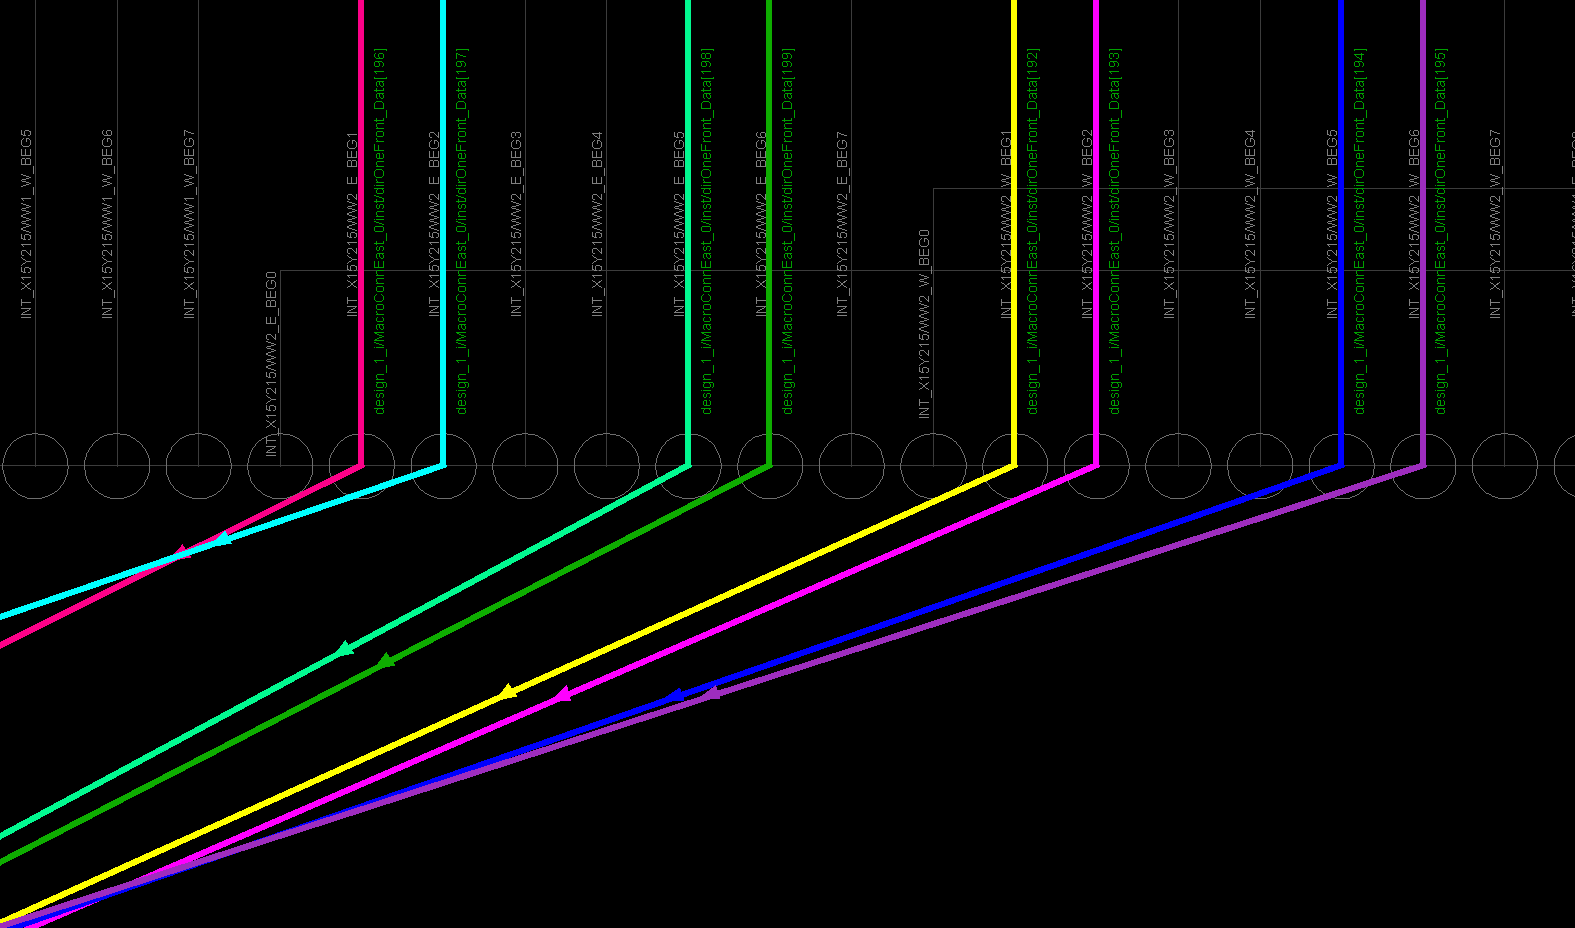 INT_X15Y215/WW1_W_BEG5
INT_X15Y215/WW1_W_BEG6
INT_X15Y215/WW1_W_BEG7
INT_X15Y215/WW2_E_BEG0
INT_X15Y215/WW2_E_BEG1
design_1_i/MacroConnEast_0/inst/dirOneFront_Data[196]
INT_X15Y215/WW2_E_BEG2
design_1_i/MacroConnEast_0/inst/dirOneFront_Data[197]
INT_X15Y215/WW2_E_BEG3
INT_X15Y215/WW2_E_BEG4
INT_X15Y215/WW2_E_BEG5
design_1_i/MacroConnEast_0/inst/dirOneFront_Data[198]
INT_X15Y215/WW2_E_BEG6
design_1_i/MacroConnEast_0/inst/dirOneFront_Data[199]
INT_X15Y215/WW2_E_BEG7
INT_X15Y215/WW2_W_BEG0
INT_X15Y215/WW2_W_BEG1
design_1_i/MacroConnEast_0/inst/dirOneFront_Data[192]
INT_X15Y215/WW2_W_BEG2
design_1_i/MacroConnEast_0/inst/dirOneFront_Data[193]
INT_X15Y215/WW2_W_BEG3
INT_X15Y215/WW2_W_BEG4
INT_X15Y215/WW2_W_BEG5
design_1_i/MacroConnEast_0/inst/dirOneFront_Data[194]
INT_X15Y215/WW2_W_BEG6
design_1_i/MacroConnEast_0/inst/dirOneFront_Data[195]
INT_X15Y215/WW2_W_BEG7